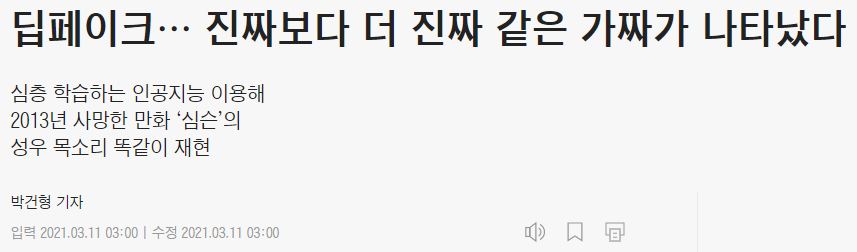 딥페이크… 진짜보다 더 진짜 같은 가짜가 나타났다
심층 학습하는 인공지능 이용해
2013년 사망한 만화 ‘심슨’의
성우 목소리 똑같이 재현
박건형 기자
입력 2021.03.11 03:00 | 수정 2021.03.11 03:00